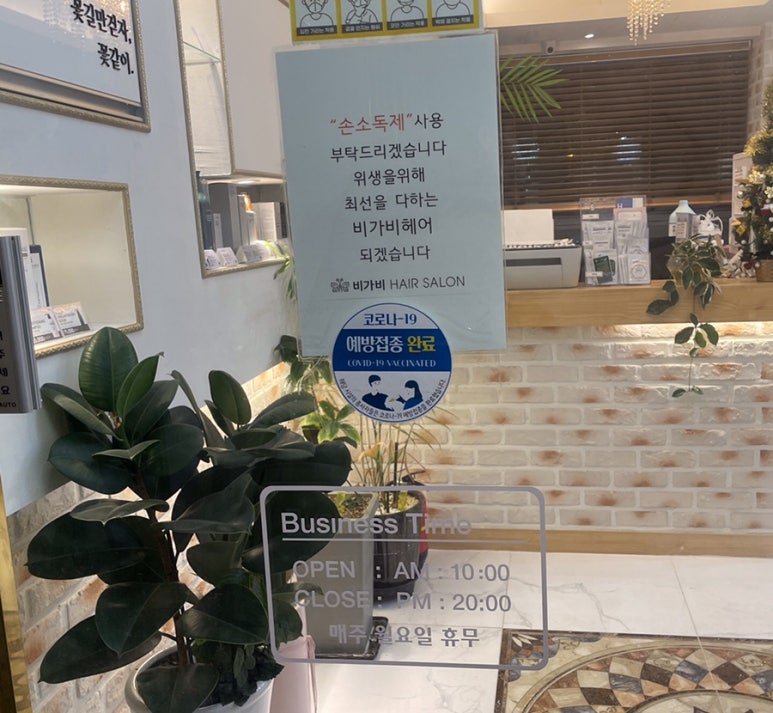 꽃길만걷자,
꽃같이.
"손소독제"사용
부탁드리겠습니다
위생을위해
최선을 다하는
비가비헤어
되겠습니다
비가비 HAIR SALON
코로나-19
예방접종 완료
COVID-19 VACCINATED
Business Time
OPEN : AM : 10:00
CLOSE : PM : 20:00
매주 월요일 휴무
AUTO